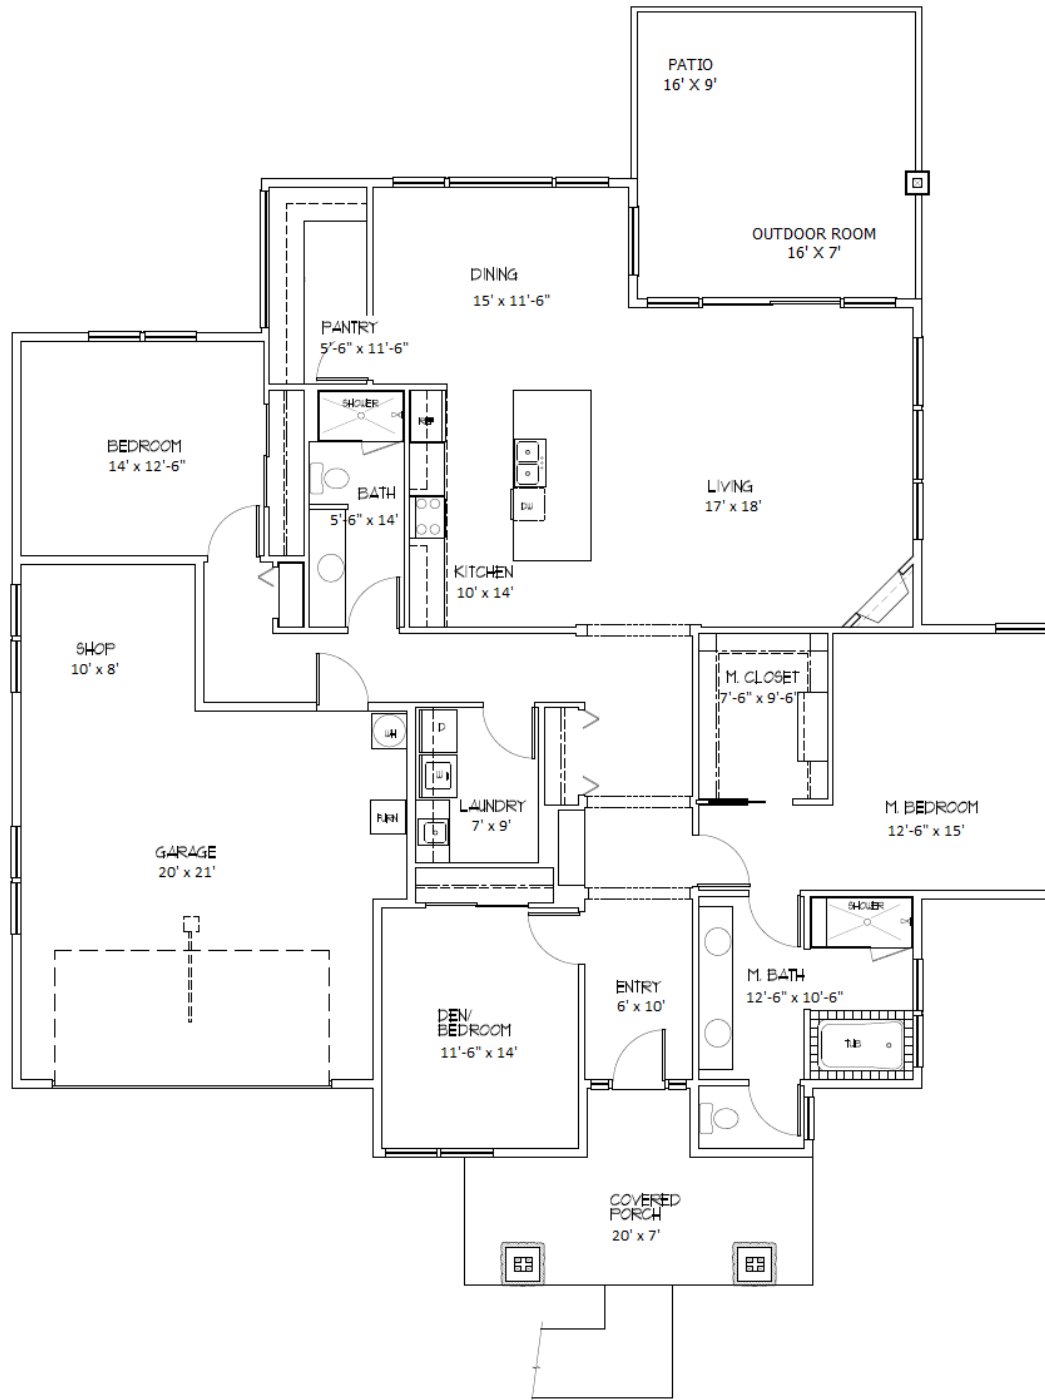 PATIO
16' X 9'
OUTDOOR ROOM
16' X 7'
DINING
15' x 11'-6"
PANTRY
5'-6" x 11'-6"
SHOWER
REF
BEDROOM
14' x 12'-6"
BATH
5'-6" x 14'
DW
LIVING
17' x 18'
KITCHEN
10' x 14'
SHOP
10' x 8'
M. CLOSET
7'-6" x 9'-6"
WH
D
W
LAUNDRY
7' x 9'
FURN
M. BEDROOM
12'-6" x 15'
GARAGE
20' x 21'
SHOWER
M. BATH
12'-6" x 10'-6"
ENTRY
6' x 10'
DEN/
BEDROOM
11'-6" x 14'
TUB
COVERED
PORCH
20' x 7'